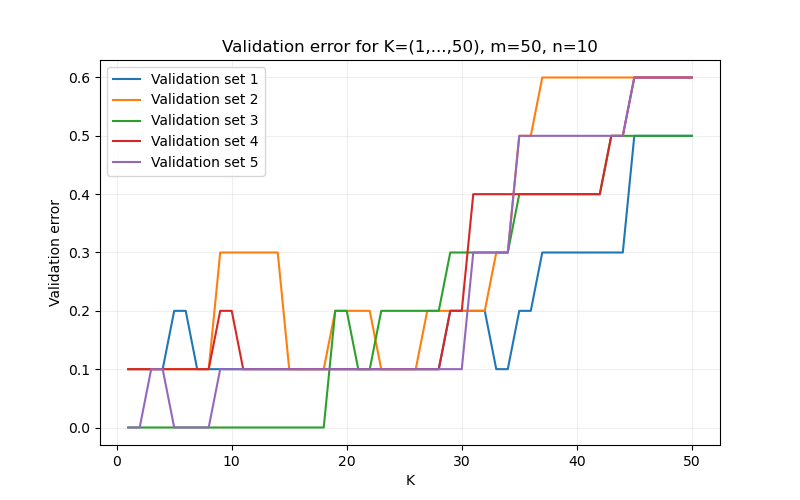 Validation error for K=(1,...,50), m=50, n=10
Validation error
0.6
0.5
0.4
0.3
0.2
0.1
0.0
Validation set 1
Validation set 2
Validation set 3
Validation set 4
Validation set 5
0 10 20 30 40 50
K